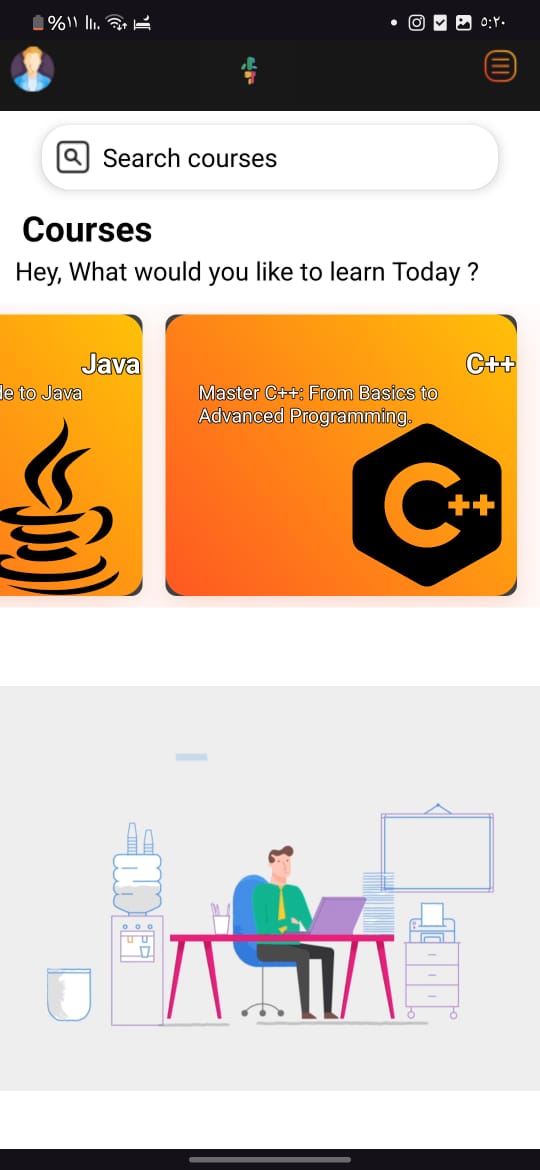 %١١
٥:٢٠
Search courses
Courses
Hey, What would you like to learn Today ?
Java
le to Java
C++
Master C++: From Basics to
Advanced Programming.
C++